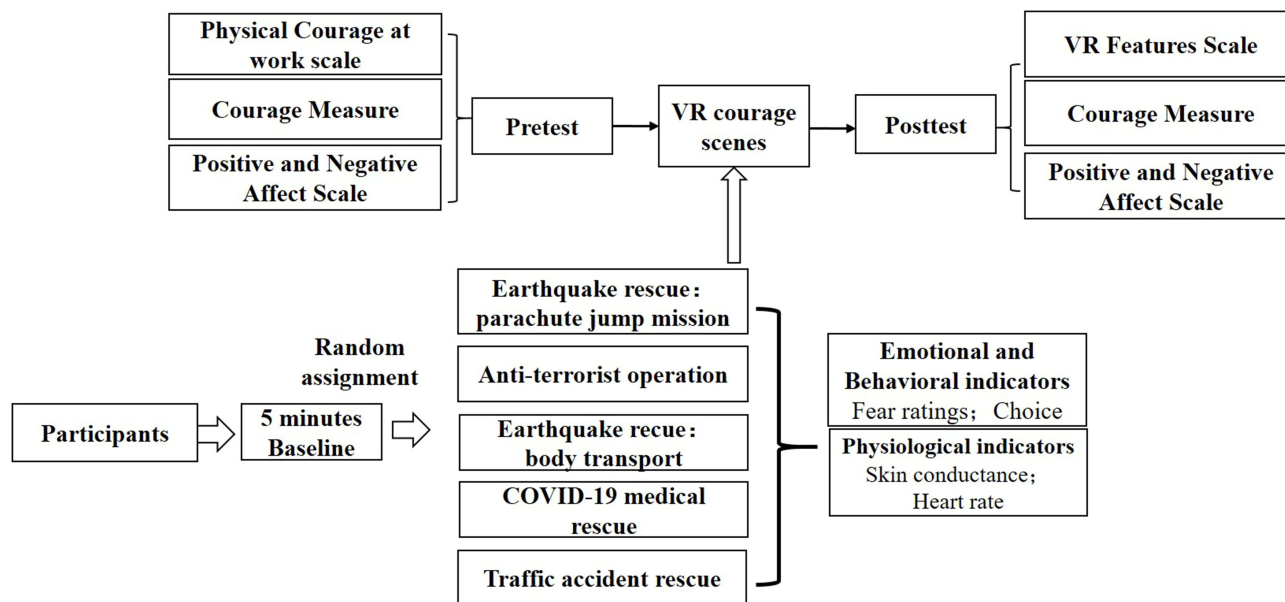 Physical Courage at
work scale
Courage Measure
Positive and Negative
Affect Scale
Pretest
VR courage
scenes
Posttest
VR Features Scale
Courage Measure
Positive and Negative
Affect Scale
Participants
5 minutes
Baseline
Random
assignment
Earthquake rescue：
parachute jump mission
Anti-terrorist operation
Earthquake recue：
body transport
COVID-19 medical
rescue
Traffic accident rescue
Emotional and
Behavioral indicators
Fear ratings；Choice
Physiological indicators
Skin conductance；
Heart rate